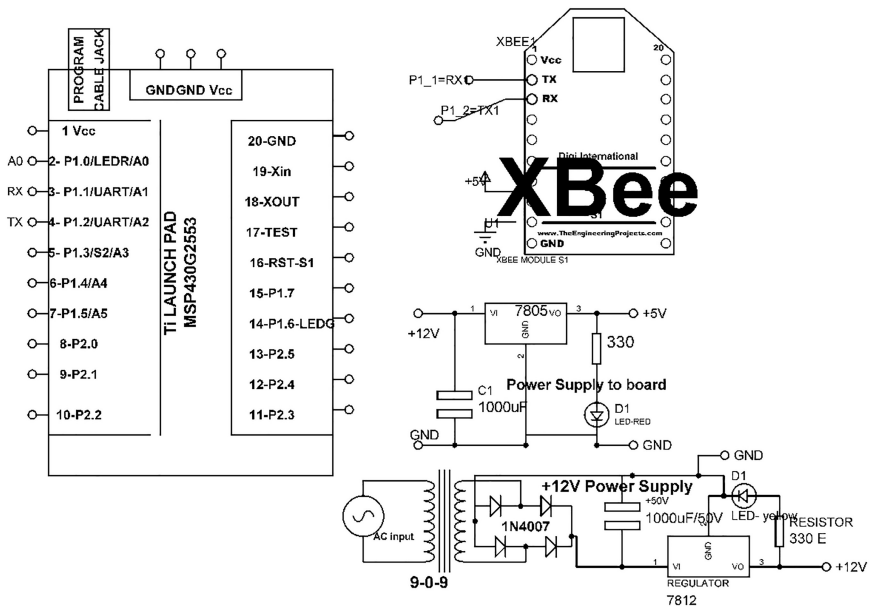 PROGRAM
CABLE JACK
GND GND Vcc
1 Vcc
A0 2- P1.0/LEDR/A0
RX 3- P1.1/UART/A1
TX 4- P1.2/UART/A2
5- P1.3/S2/A3
6-P1.4/A4
7-P1.5/A5
8-P2.0
9-P2.1
10-P2.2
Ti LAUNCH PAD
MSP430G2553
20-GND
19-Xin
18-XOUT
17-TEST
16-RST-S1
15-P1.7
14-P1.6-LEDG
13-P2.5
12-P2.4
11-P2.3
XBEE1
1
20
Vcc
P1_1=RX1
TX
RX
P1_2=TX1
Digi International
+5V
XBee
S1
www.TheEngineeringProjects.com
GND
GND
XBEE MODULE S1
+12V
1
VI
7805
VO
3
+5V
GND
2
330
Power Supply to board
C1
1000uF
D1
LED-RED
GND
GND
GND
+12V Power Supply
D1
LED- yellow
+50V
1000uF/50V
1N4007
AC input
RESISTOR
330 E
GND
1
VI
VO
3
+12V
9-0-9
REGULATOR
7812